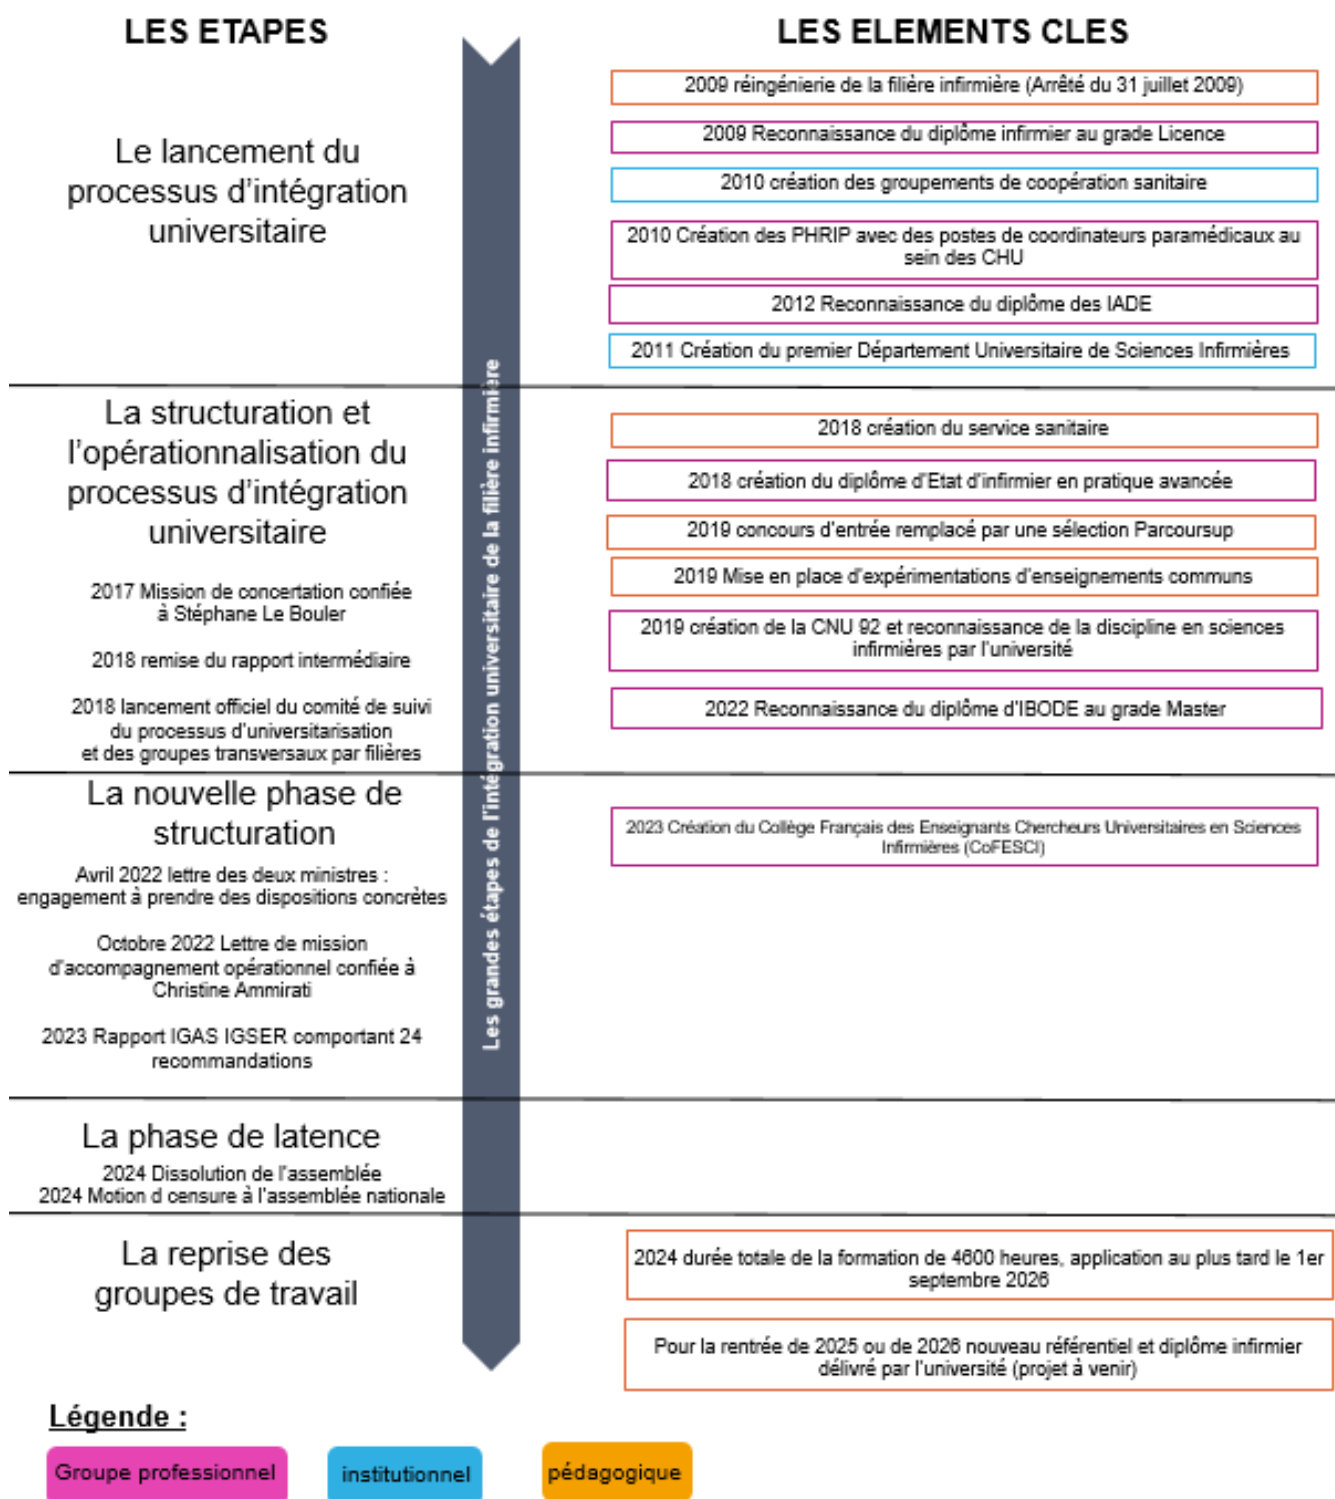 LES ETAPES
LES ELEMENTS CLES
Le lancement du
processus d'intégration
universitaire
2009 réingénierie de la filière infirmière (Arrêté du 31 juillet 2009)
2009 Reconnaissance du diplôme infirmier au grade Licence
2010 création des groupements de coopération sanitaire
2010 Création des PHRIP avec des postes de coordinateurs paramédicaux au
sein des CHU
2012 Reconnaissance du diplôme des IADE
2011 Création du premier Département Universitaire de Sciences Infirmières
Les grandes étapes de l'intégration universitaire de la filière infirmière
La structuration et
l'opérationnalisation du
processus d'intégration
universitaire
2017 Mission de concertation confiée
à Stéphane Le Bouler
2018 remise du rapport intermédiaire
2018 lancement officiel du comité de suivi
du processus d'universitarisation
et des groupes transversaux par filières
2018 création du service sanitaire
2018 création du diplôme d'Etat d'infirmier en pratique avancée
2019 concours d'entrée remplacé par une sélection Parcoursup
2019 Mise en place d'expérimentations d'enseignements communs
2019 création de la CNU 92 et reconnaissance de la discipline en sciences
infirmières par l'université
2022 Reconnaissance du diplôme d'IBODE au grade Master
La nouvelle phase de
structuration
Avril 2022 lettre des deux ministres :
engagement à prendre des dispositions concrètes
Octobre 2022 Lettre de mission
d'accompagnement opérationnel confiée à
Christine Ammirati
2023 Rapport IGAS IGSER comportant 24
recommandations
2023 Création du Collège Français des Enseignants Chercheurs Universitaires en Sciences
Infirmières (CoFESCI)
La phase de latence
2024 Dissolution de l'assemblée
2024 Motion d censure à l'assemblée nationale
La reprise des
groupes de travail
2024 durée totale de la formation de 4600 heures, application au plus tard le 1er
septembre 2026
Pour la rentrée de 2025 ou de 2026 nouveau référentiel et diplôme infirmier
délivré par l'université (projet à venir)
Légende :
Groupe professionnel
institutionnel
pédagogique